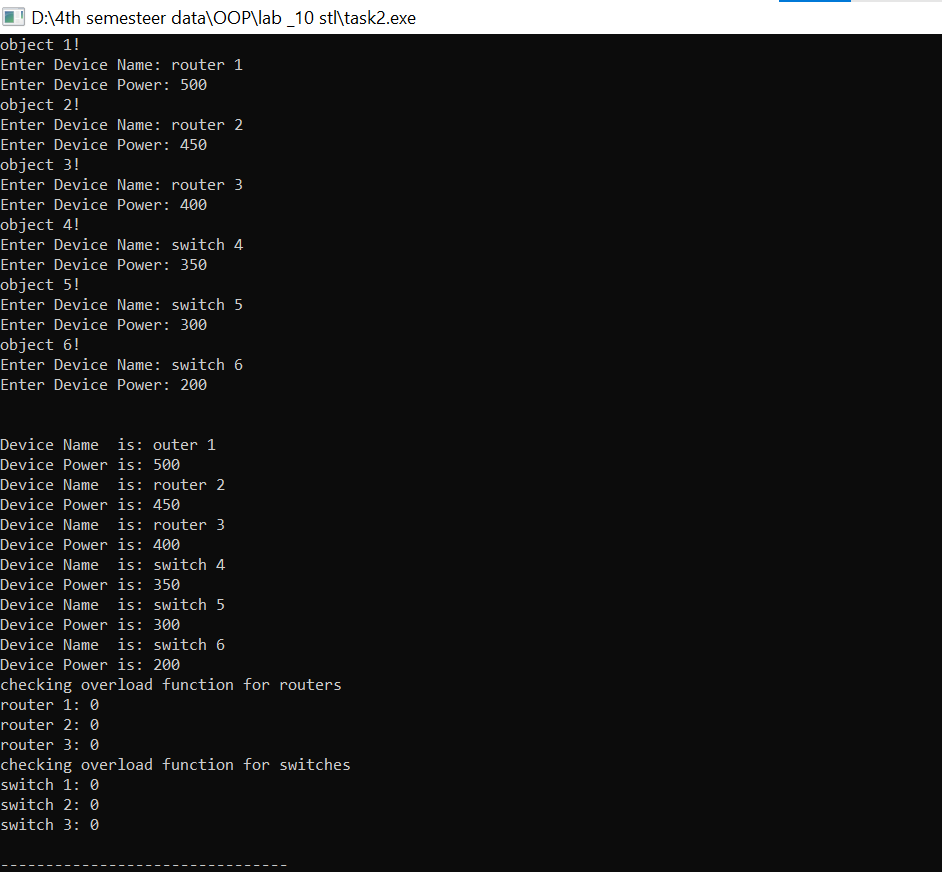 D:\4th semesteer data\OOP\lab _10 stl\task2.exe
object 1!
Enter Device Name: router 1
Enter Device Power: 500
object 2!
Enter Device Name: router 2
Enter Device Power: 450
object 3!
Enter Device Name: router 3
Enter Device Power: 400
object 4!
Enter Device Name: switch 4
Enter Device Power: 350
object 5!
Enter Device Name: switch 5
Enter Device Power: 300
object 6!
Enter Device Name: switch 6
Enter Device Power: 200
Device Name  is: outer 1
Device Power is: 500
Device Name  is: router 2
Device Power is: 450
Device Name  is: router 3
Device Power is: 400
Device Name  is: switch 4
Device Power is: 350
Device Name  is: switch 5
Device Power is: 300
Device Name  is: switch 6
Device Power is: 200
checking overload function for routers
router 1: 0
router 2: 0
router 3: 0
checking overload function for switches
switch 1: 0
switch 2: 0
switch 3: 0
--------------------------------